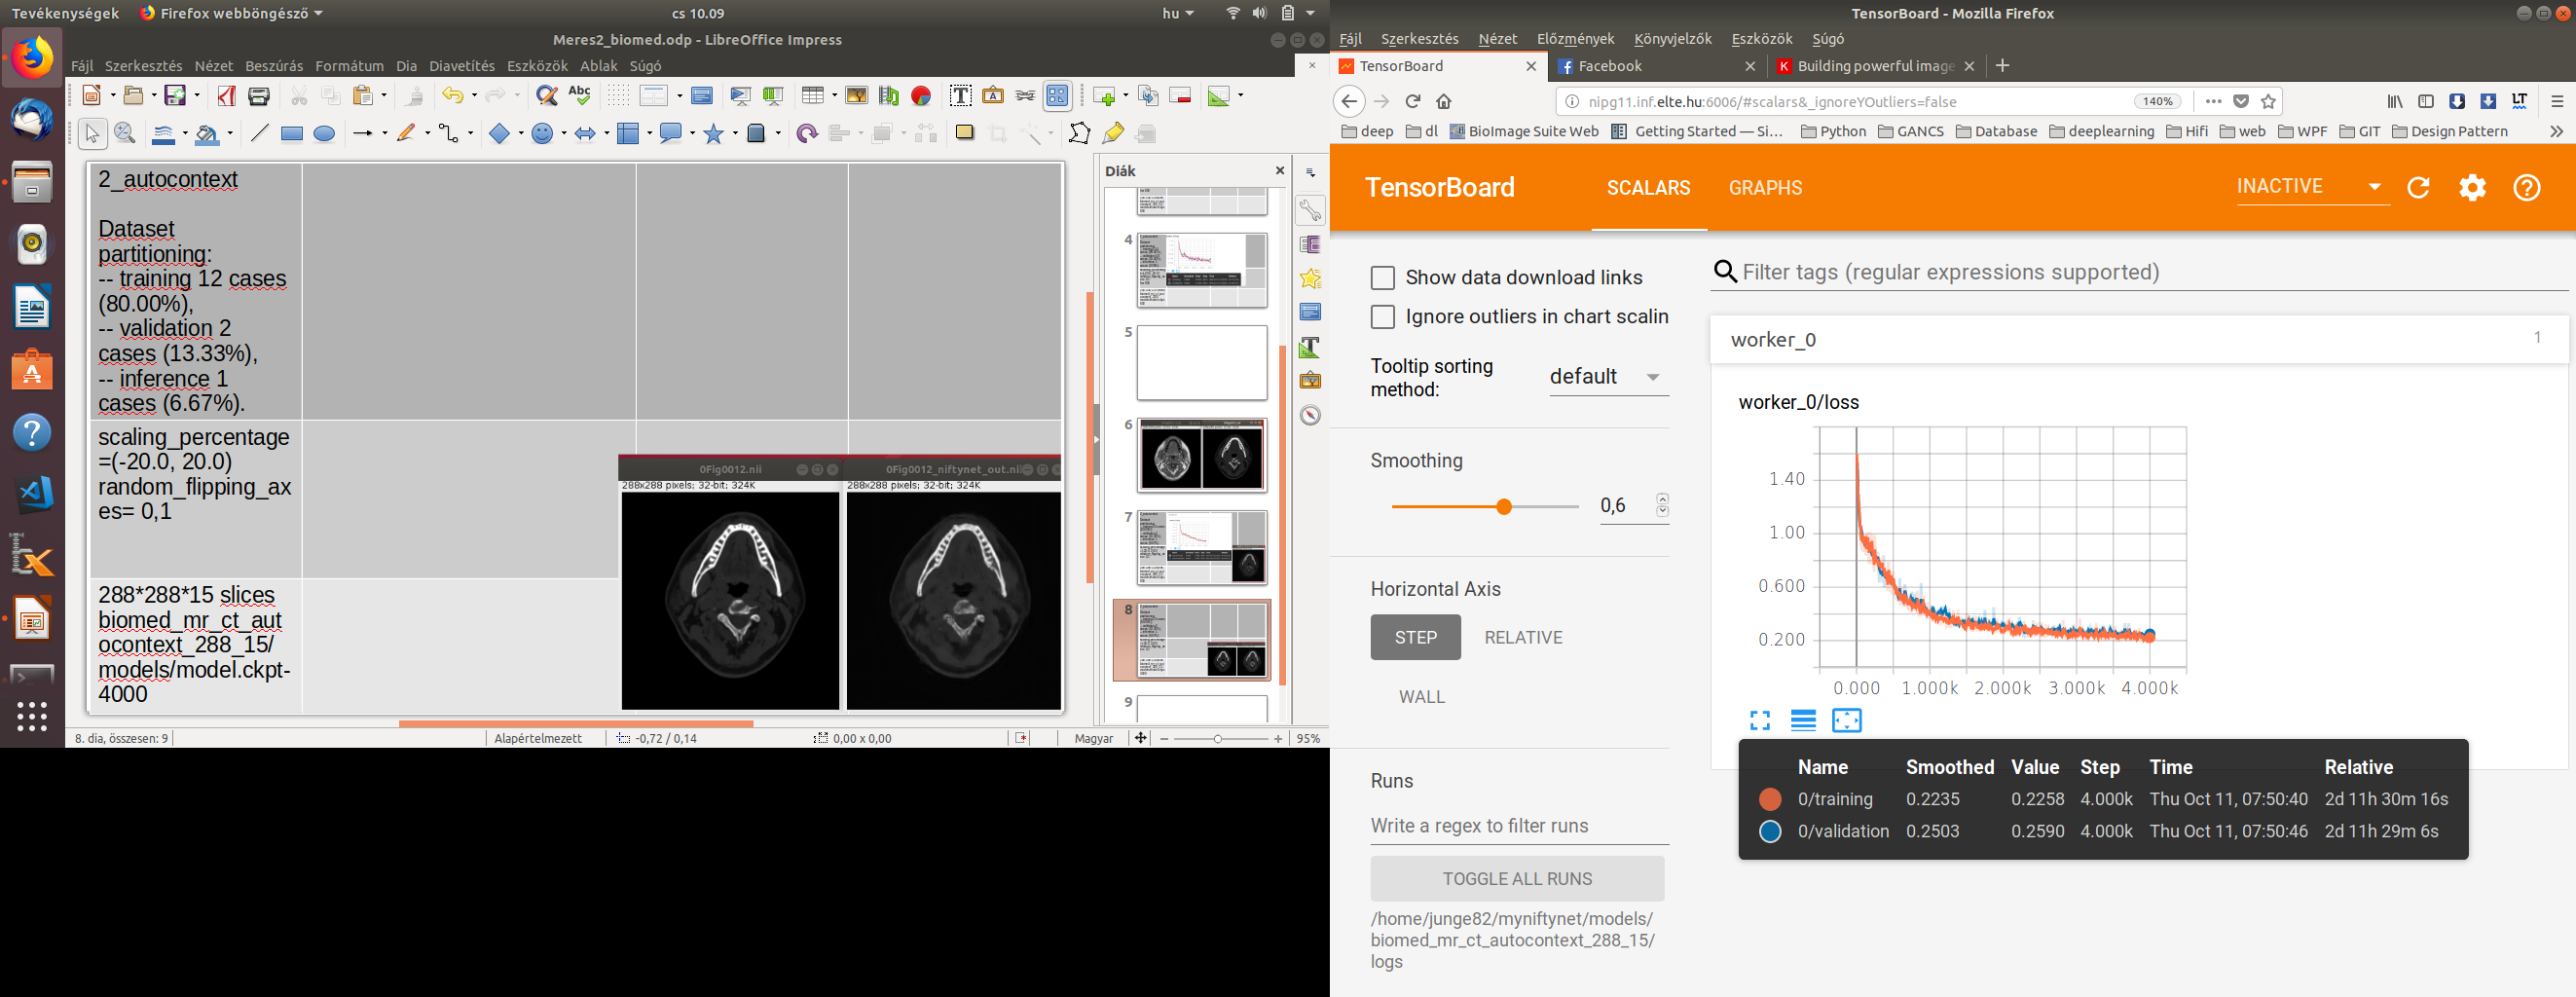 Tevékenységek
Firefox webböngésző
cs 10.09
hu
Meres2_biomed.odp - LibreOffice Impress
Fájl Szerkesztés Nézet Beszúrás Formátum Dia Diavetítés Eszközök Ablak Súgó
2_autocontext
Dataset
partitioning:
-- training 12 cases
(80.00%),
-- validation 2
cases (13.33%),
-- inference 1
cases (6.67%).
scaling_percentage
=(-20.0, 20.0)
random_flipping_ax
es= 0,1
288*288*15 slices
biomed_mr_ct_aut
ocontext_288_15/
models/model.ckpt-
4000
0Fig0012.nii
288x288 pixels; 32-bit; 324K
0Fig0012_niftynet_out.nii
288x288 pixels; 32-bit; 324K
Diák
4
5
6
7
8
9
8. dia, összesen: 9
Alapértelmezett
-0,72 / 0,14
0,00 x 0,00
Magyar
95%
TensorBoard - Mozilla Firefox
Fájl Szerkesztés Nézet Előzmények Könyvjelzők Eszközök Súgó
TensorBoard
Facebook
Building powerful image
nipg11.inf.elte.hu:6006/#scalars&_ignoreYOutliers=false
140%
deep dl BioImage Suite Web Getting Started — Si... Python GANCS Database deeplearning Hifi web WPF GIT Design Pattern
TensorBoard
SCALARS
GRAPHS
INACTIVE
Show data download links
Ignore outliers in chart scalin
Tooltip sorting
method:
default
Smoothing
0,6
Horizontal Axis
STEP
RELATIVE
WALL
Runs
Write a regex to filter runs
TOGGLE ALL RUNS
/home/junge82/myniftynet/models/
biomed_mr_ct_autocontext_288_15/
logs
Filter tags (regular expressions supported)
worker_0
1
worker_0/loss
1.40
1.00
0.600
0.200
0.000 1.000k 2.000k 3.000k 4.000k
Name Smoothed Value Step Time Relative
0/training 0.2235 0.2258 4.000k Thu Oct 11, 07:50:40 2d 11h 30m 16s
0/validation 0.2503 0.2590 4.000k Thu Oct 11, 07:50:46 2d 11h 29m 6s